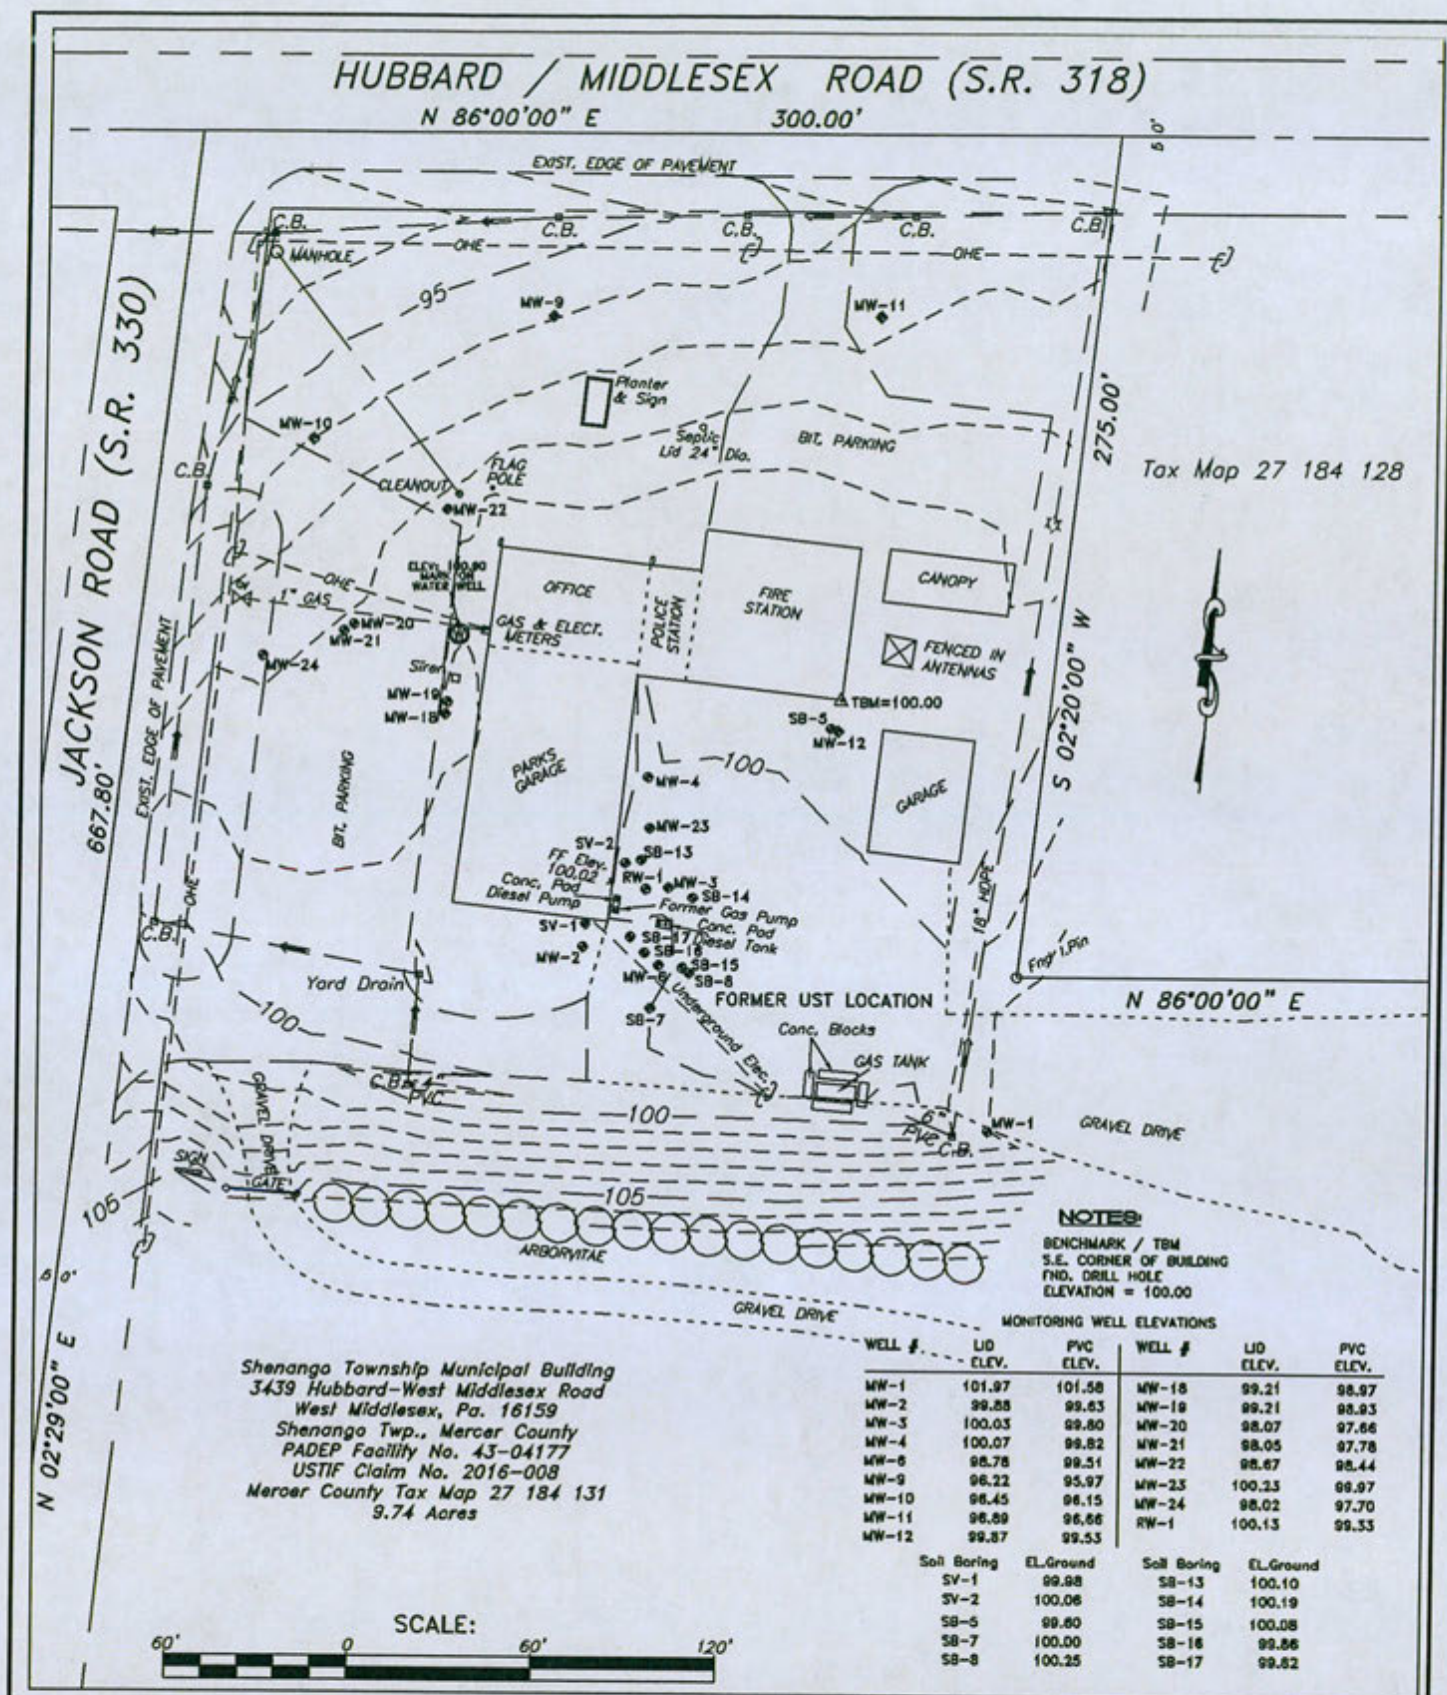 HUBBARD / MIDDLESEX ROAD (S.R. 318)
N 86°00'00" E 300.00'
EXIST. EDGE OF PAVEMENT
C.B. C.B. C.B. C.B. C.B.
MANHOLE OHE OHE
95
MW-9 MW-11
JACKSON ROAD (S.R. 330)
667.80'
Planter
& Sign
MW-10
Septic
Lid 24" Dia.
BIT. PARKING
275.00'
Tax Map 27 184 128
C.B.
CLEANOUT
FLAG
POLE
MW-22
MARK ON
WATER WELL
OHE
1" GAS
OFFICE
POLICE
STATION
FIRE
STATION
CANOPY
MW-20
MW-21
GAS & ELECT.
METERS
FENCED IN
ANTENNAS
MW-24
Siren
MW-19
MW-18
TBM=100.00
SB-5
MW-12
S 02°20'00" W
EXIST. EDGE OF PAVEMENT
BIT. PARKING
PARKS
GARAGE
100
MW-4
GARAGE
MW-23
SV-2
SB-13
FF Elev.
100.02
RW-1
MW-3
Conc. Pad
Diesel Pump
SB-14
Former Gas Pump
Conc. Pad
Diesel Tank
18" HDPE
OHE
C.B.
SV-1
SB-17
MW-2
SB-16
SB-15
MW-6
SB-8
Yard Drain
SB-7
FORMER UST LOCATION
N 86°00'00" E
100
Underground Elec.
Conc. Blocks
GAS TANK
C.B. 4"
PVC
100
6"
PVC
C.B.
MW-1
GRAVEL DRIVE
GRAVEL DRIVE
SIGN
GATE
105
105
ARBORVITAE
GRAVEL DRIVE
N 02°29'00" E
NOTES:
BENCHMARK / TBM
S.E. CORNER OF BUILDING
FND. DRILL HOLE
ELEVATION = 100.00
Shenango Township Municipal Building
3439 Hubbard-West Middlesex Road
West Middlesex, Pa. 16159
Shenango Twp., Mercer County
PADEP Facility No. 43-04177
USTIF Claim No. 2016-008
Mercer County Tax Map 27 184 131
9.74 Acres
MONITORING WELL ELEVATIONS
WELL # LID ELEV. PVC ELEV. WELL # LID ELEV. PVC ELEV.
MW-1 101.97 101.58 MW-18 99.21 98.97
MW-2 99.88 99.63 MW-19 99.21 98.93
MW-3 100.03 99.80 MW-20 98.07 97.66
MW-4 100.07 99.82 MW-21 98.05 97.78
MW-6 98.78 99.51 MW-22 98.67 98.44
MW-9 96.22 95.97 MW-23 100.23 99.97
MW-10 96.45 96.15 MW-24 98.02 97.70
MW-11 96.89 96.66 RW-1 100.13 99.33
MW-12 99.87 99.53
Soil Boring EL.Ground Soil Boring EL.Ground
SV-1 99.98 SB-13 100.10
SV-2 100.06 SB-14 100.19
SB-5 99.60 SB-15 100.08
SB-7 100.00 SB-16 99.86
SB-8 100.25 SB-17 99.82
SCALE:
60' 0 60' 120'